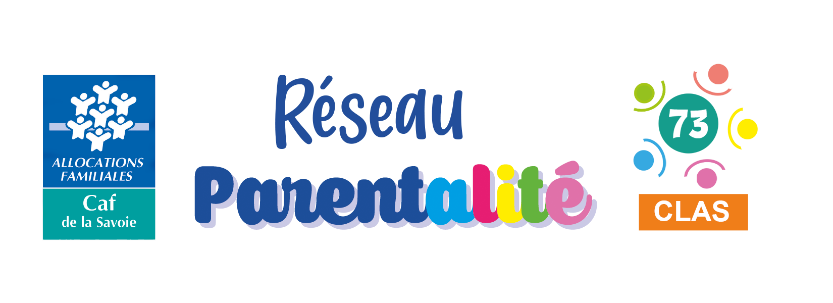 ALLOCATIONS
FAMILIALES
Caf
de la Savoie
Réseau
Parentalité
73
CLAS